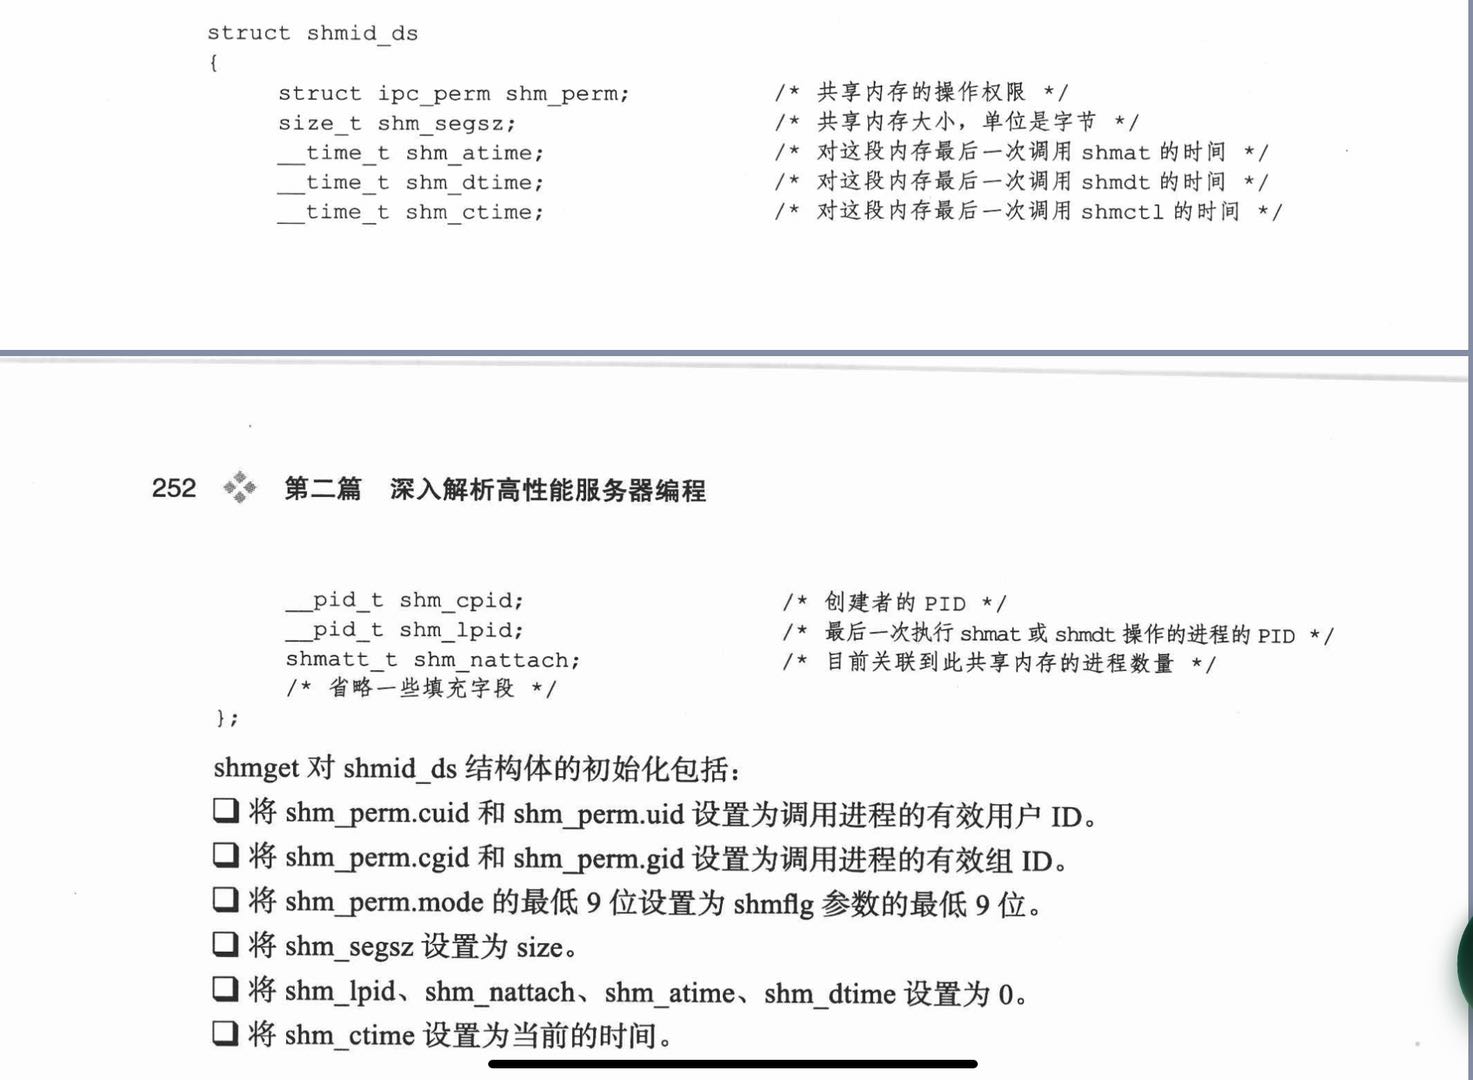 struct shmid_ds
{
struct ipc_perm shm_perm; /* 共享内存的操作权限 */
size_t shm_segsz; /* 共享内存大小，单位是字节 */
__time_t shm_atime; /* 对这段内存最后一次调用 shmat 的时间 */
__time_t shm_dtime; /* 对这段内存最后一次调用 shmdt 的时间 */
__time_t shm_ctime; /* 对这段内存最后一次调用 shmctl 的时间 */
252 第二篇 深入解析高性能服务器编程
__pid_t shm_cpid; /* 创建者的 PID */
__pid_t shm_lpid; /* 最后一次执行 shmat 或 shmdt 操作的进程的 PID */
shmatt_t shm_nattach; /* 目前关联到此共享内存的进程数量 */
/* 省略一些填充字段 */
};
shmget 对 shmid_ds 结构体的初始化包括：
❏ 将 shm_perm.cuid 和 shm_perm.uid 设置为调用进程的有效用户 ID。
❏ 将 shm_perm.cgid 和 shm_perm.gid 设置为调用进程的有效组 ID。
❏ 将 shm_perm.mode 的最低 9 位设置为 shmflg 参数的最低 9 位。
❏ 将 shm_segsz 设置为 size。
❏ 将 shm_lpid、shm_nattach、shm_atime、shm_dtime 设置为 0。
❏ 将 shm_ctime 设置为当前的时间。